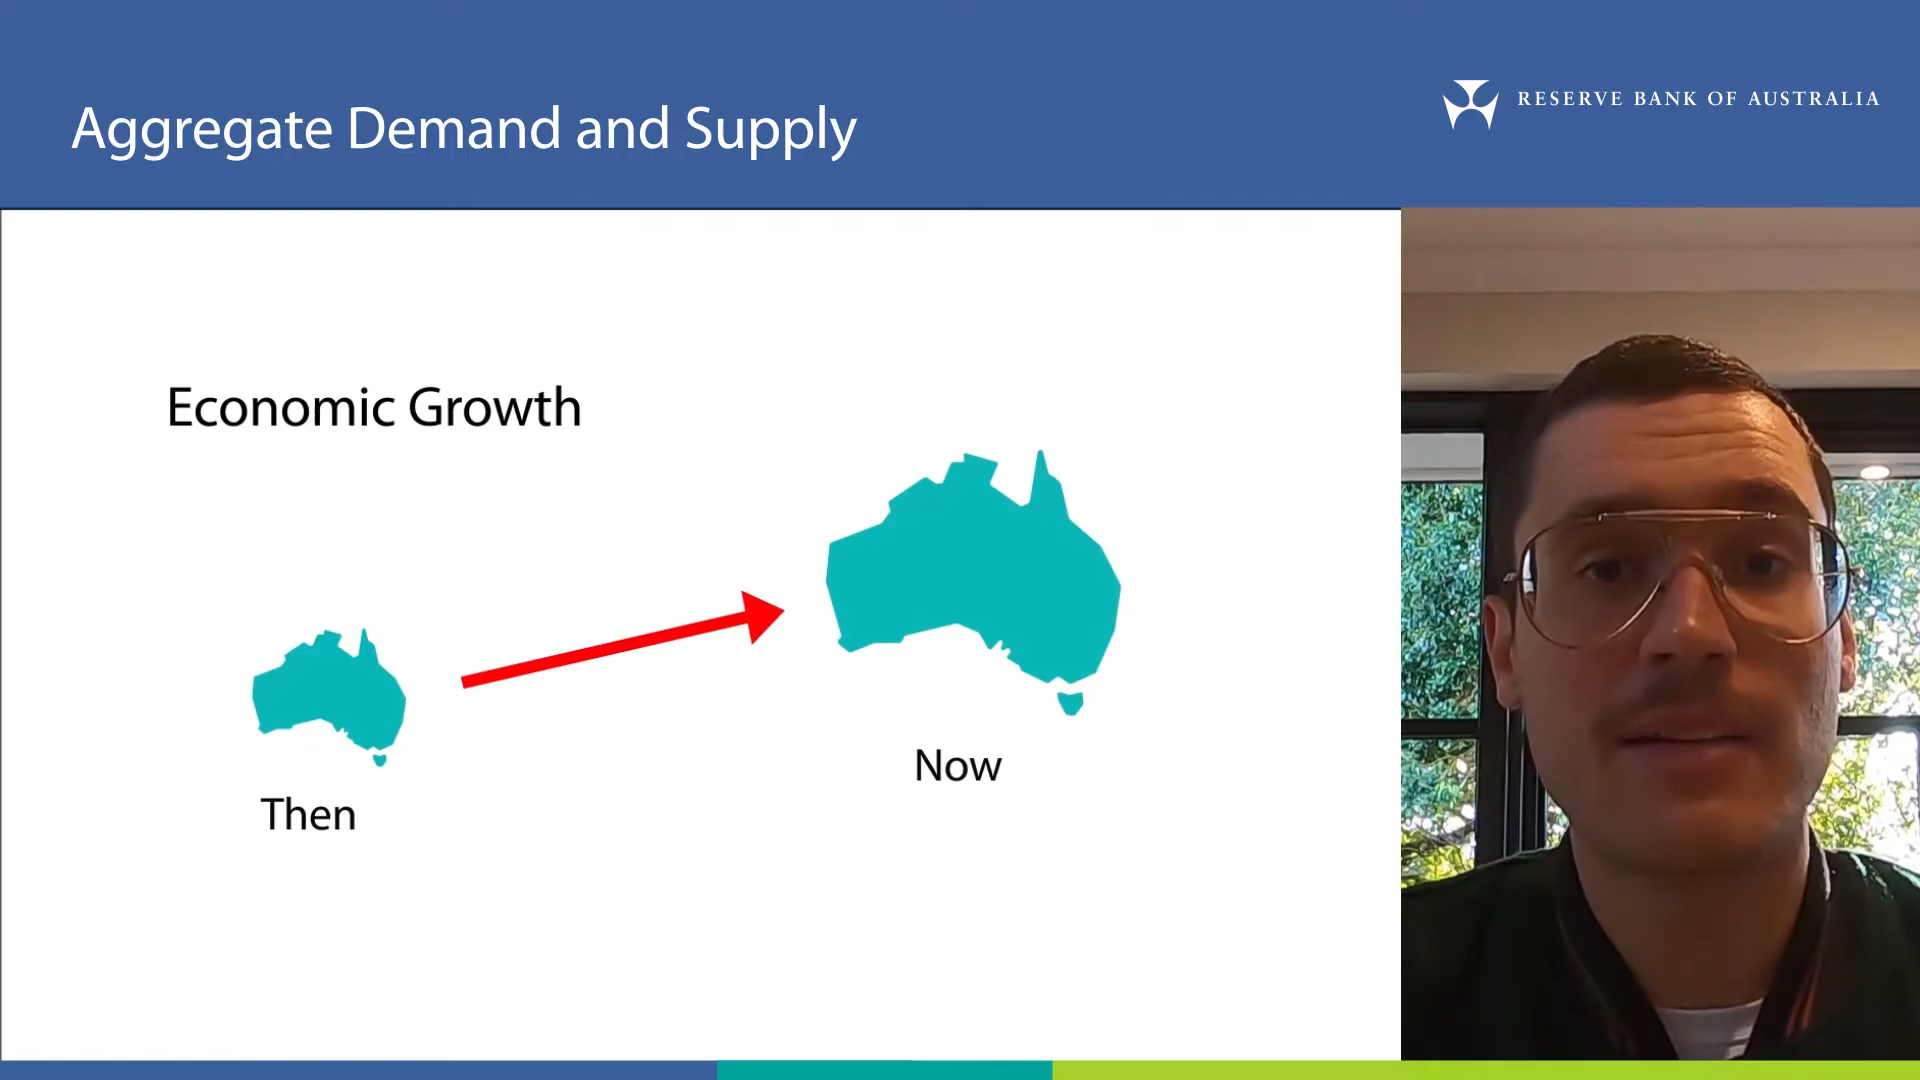 Aggregate Demand and Supply
RESERVE BANK OF AUSTRALIA
Economic Growth
Then
Now